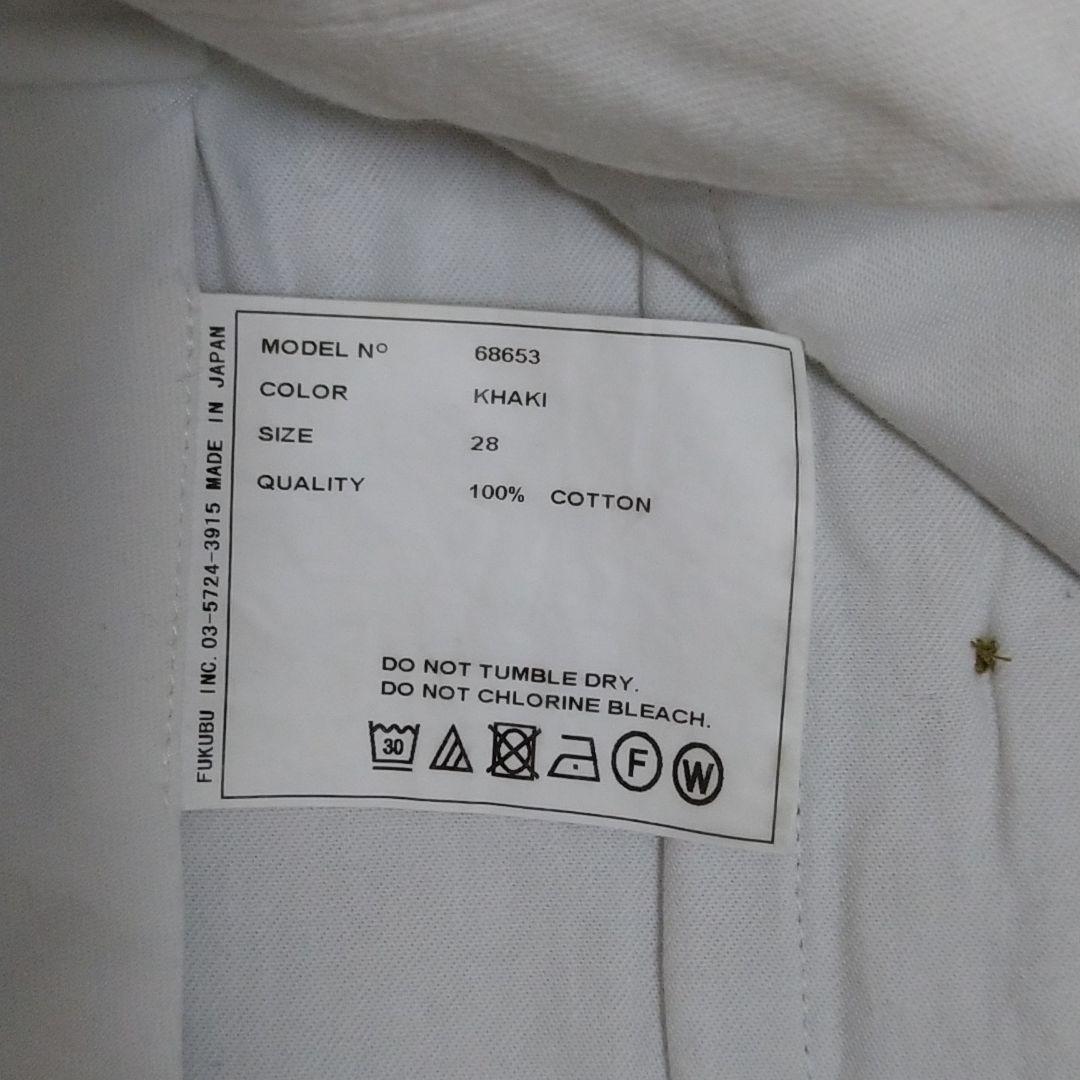 MODEL Nº 68653
COLOR KHAKI
SIZE 28
QUALITY 100% COTTON
DO NOT TUMBLE DRY.
DO NOT CHLORINE BLEACH.
30
F
W
FUKUBU INC. 03-5724-3915 MADE IN JAPAN